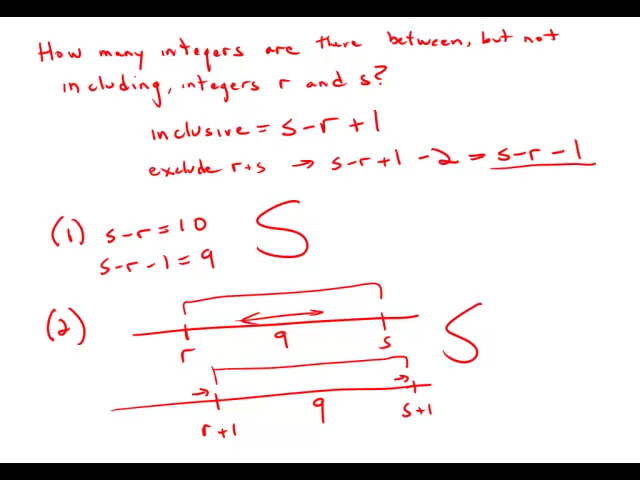 How many integers are there between, but not
including, integers r and s?
inclusive = s-r+1
exclude r+s → s-r+1 -2 = s-r-1
(1) s-r=10 S
s-r-1=9
(2) S
r 9 s
r+1 9 s+1